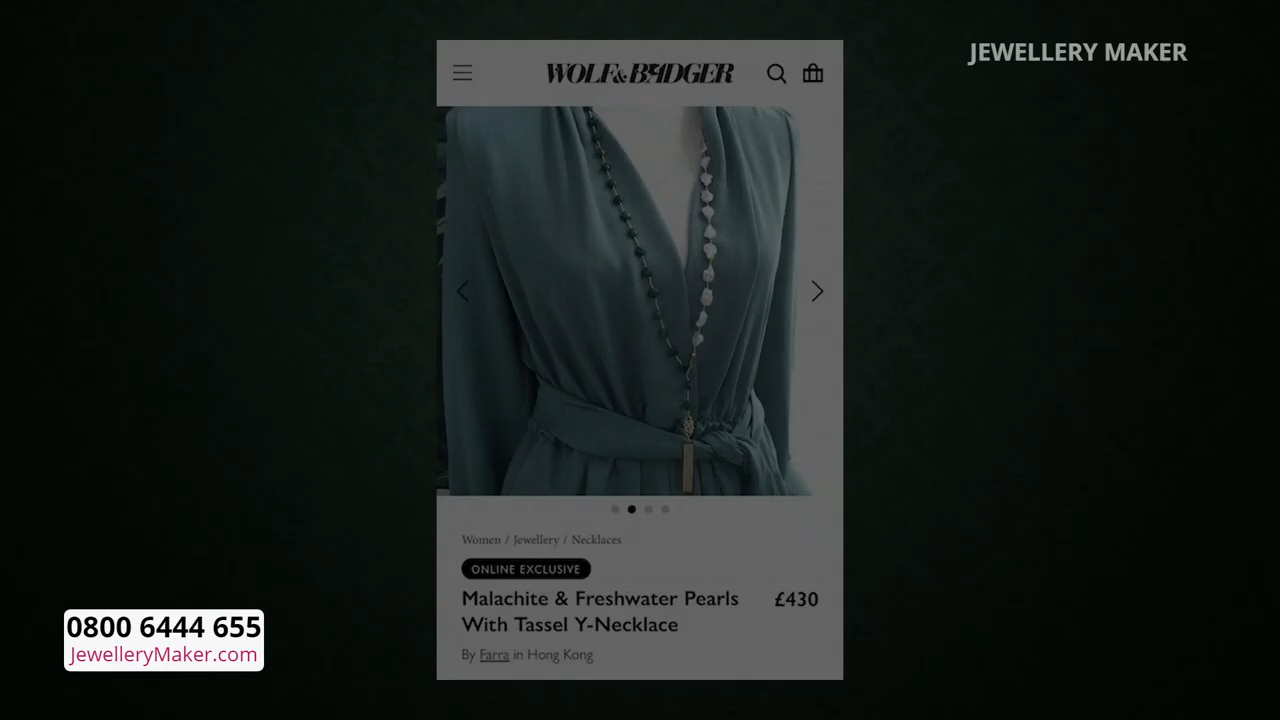 JEWELLERY MAKER
WOLF&BADGER
Women / Jewellery / Necklaces
ONLINE EXCLUSIVE
Malachite & Freshwater Pearls
With Tassel Y-Necklace
£430
By Farra in Hong Kong
0800 6444 655
JewelleryMaker.com